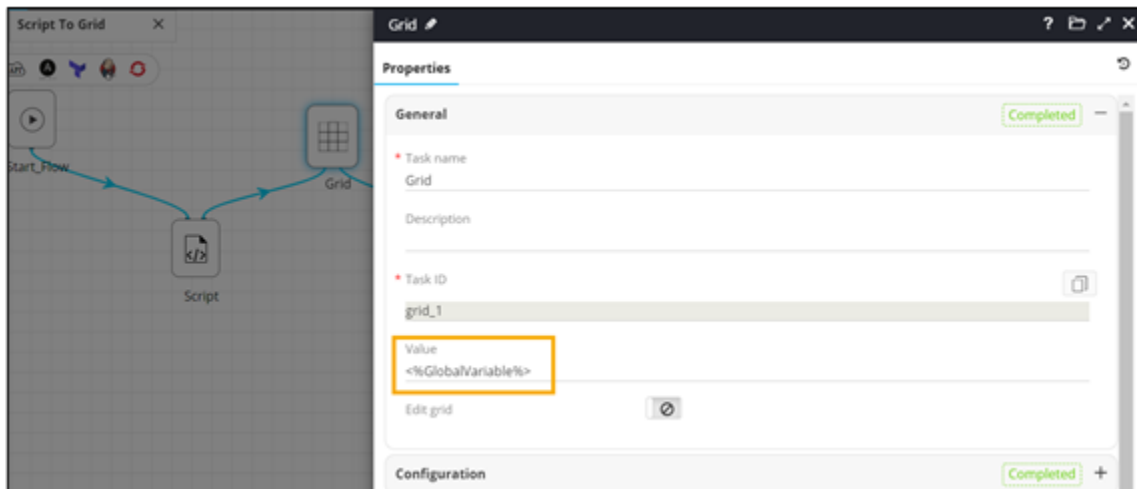 Script To Grid
Grid
?
Properties
General
Completed
* Task name
Grid
Description
* Task ID
grid_1
Value
<%GlobalVariable%>
Edit grid
Configuration
Completed
Start_Flow
Grid
Script